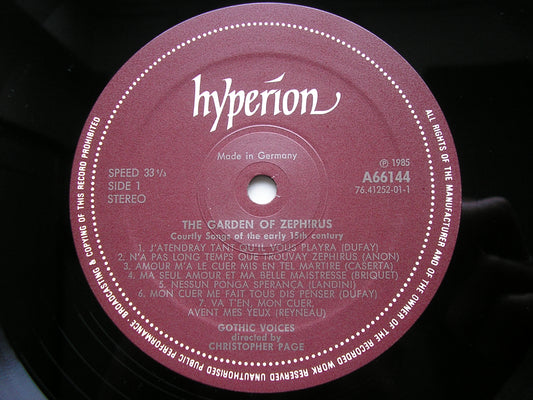 hyperion
Made in Germany
SPEED 33⅓
SIDE 1
STEREO
℗ 1985
A66144
76.41252-01-1
THE GARDEN OF ZEPHIRUS
Courtly Songs of the early 15th century
1. J'ATENDRAY TANT QU'IL VOUS PLAYRA (DUFAY)
2. N'A PAS LONG TEMPS QUE TROUVAY ZEPHIRUS (ANON)
3. AMOUR M'A LE CUER MIS EN TEL MARTIRE (CASERTA)
4. MA SEUL AMOUR ET MA BELLE MAISTRESSE (BRIQUET)
5. NESSUN PONGA SPERANÇA (LANDINI)
6. MON CUER ME FAIT TOUS DIS PENSER (DUFAY)
7. VA T'EN, MON CUER,
AVENT MES YEUX (REYNEAU)
GOTHIC VOICES
directed by
CHRISTOPHER PAGE
ALL RIGHTS OF THE MANUFACTURER AND OF THE OWNER OF THE RECORDED WORK RESERVED UNAUTHORISED PUBLIC PERFORMANCE BROADCASTING & COPYING OF THIS RECORD PROHIBITED